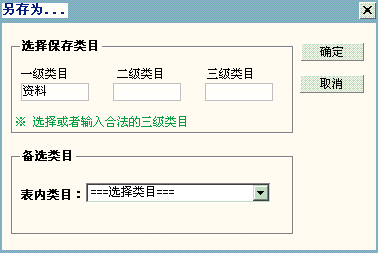 另存为...
选择保存类目
确定
一级类目 二级类目 三级类目
资料
取消
※ 选择或者输入合法的三级类目
备选类目
表内类目： ===选择类目===